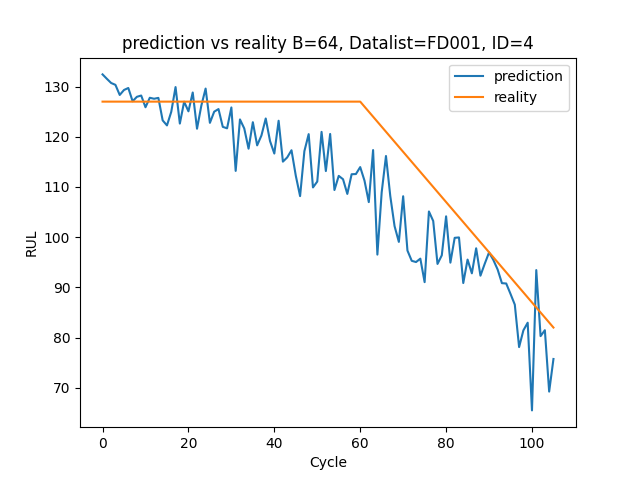 prediction vs reality B=64, Datalist=FD001, ID=4
prediction
reality
130
120
110
100
90
80
70
RUL
0 20 40 60 80 100
Cycle